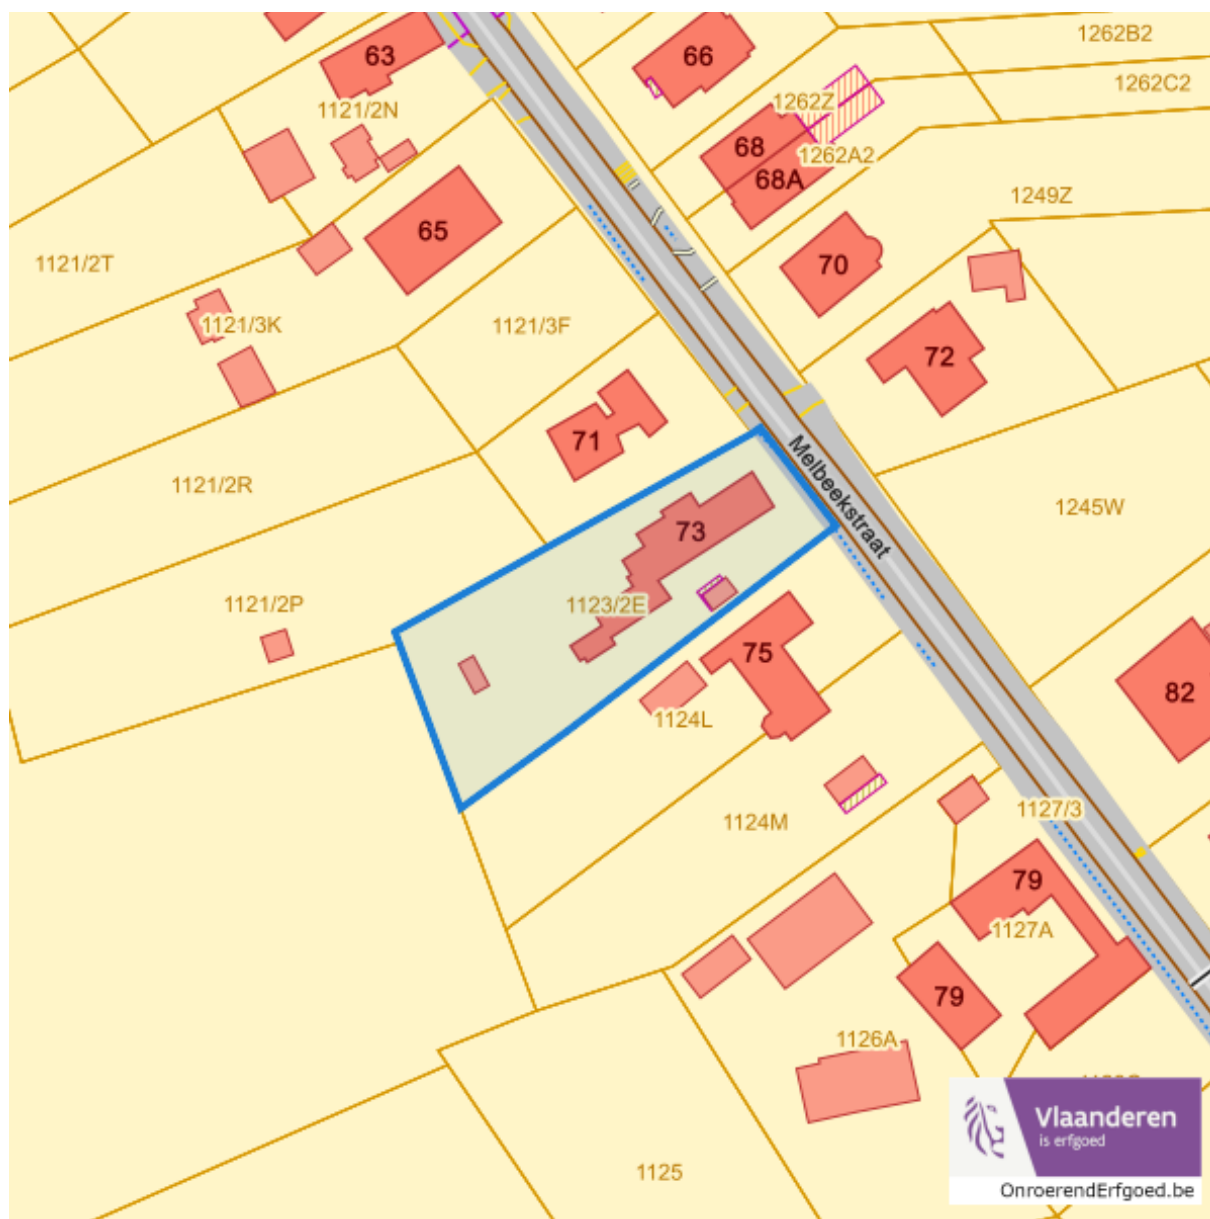 1262B2
66
63
1262C2
1262Z
1121/2N
68
1262A2
68A
1249Z
65
70
1121/2T
1121/3K
1121/3F
72
71
Melbeekstraat
1121/2R
1245W
73
1121/2P
1123/2E
75
82
1124L
1127/3
1124M
79
1127A
79
1126A
Vlaanderen
is erfgoed
1125
OnroerendErfgoed.be